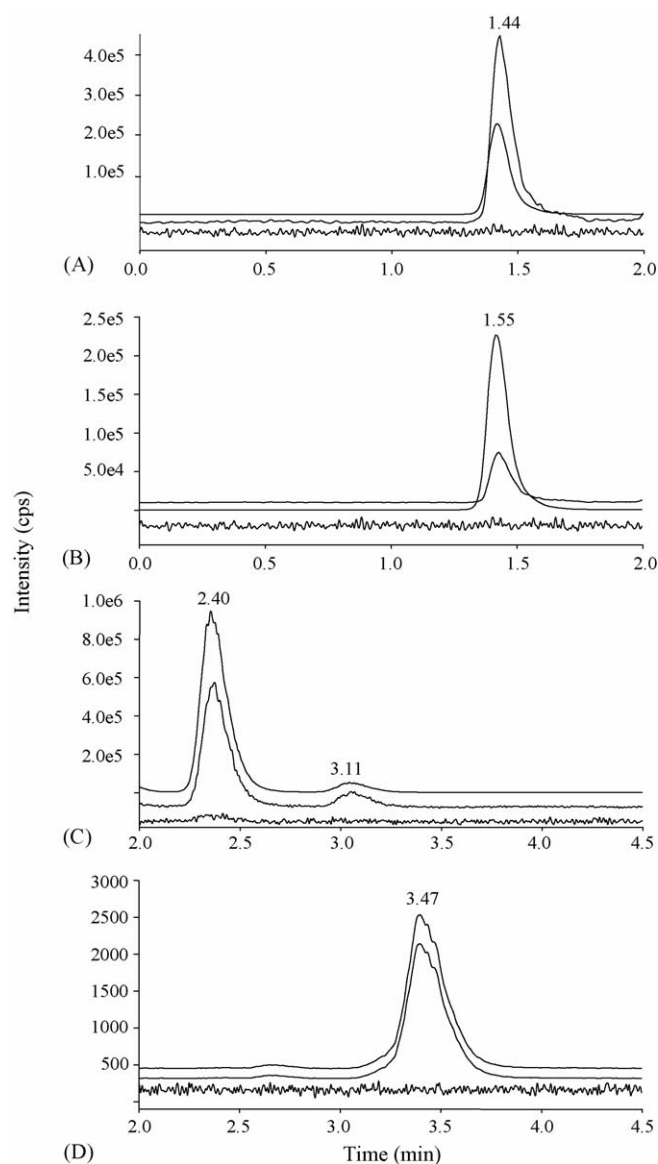 1.44
4.0e5
3.0e5
2.0e5
1.0e5
0.0 0.5 1.0 1.5 2.0
(A)
1.55
2.5e5
2.0e5
1.5e5
1.0e5
5.0e4
0.0 0.5 1.0 1.5 2.0
(B)
Intensity (cps)
2.40
1.0e6
8.0e5
6.0e5
4.0e5
2.0e5
3.11
2.0 2.5 3.0 3.5 4.0 4.5
(C)
3.47
3000
2500
2000
1500
1000
500
2.0 2.5 3.0 3.5 4.0 4.5
(D)
Time (min)